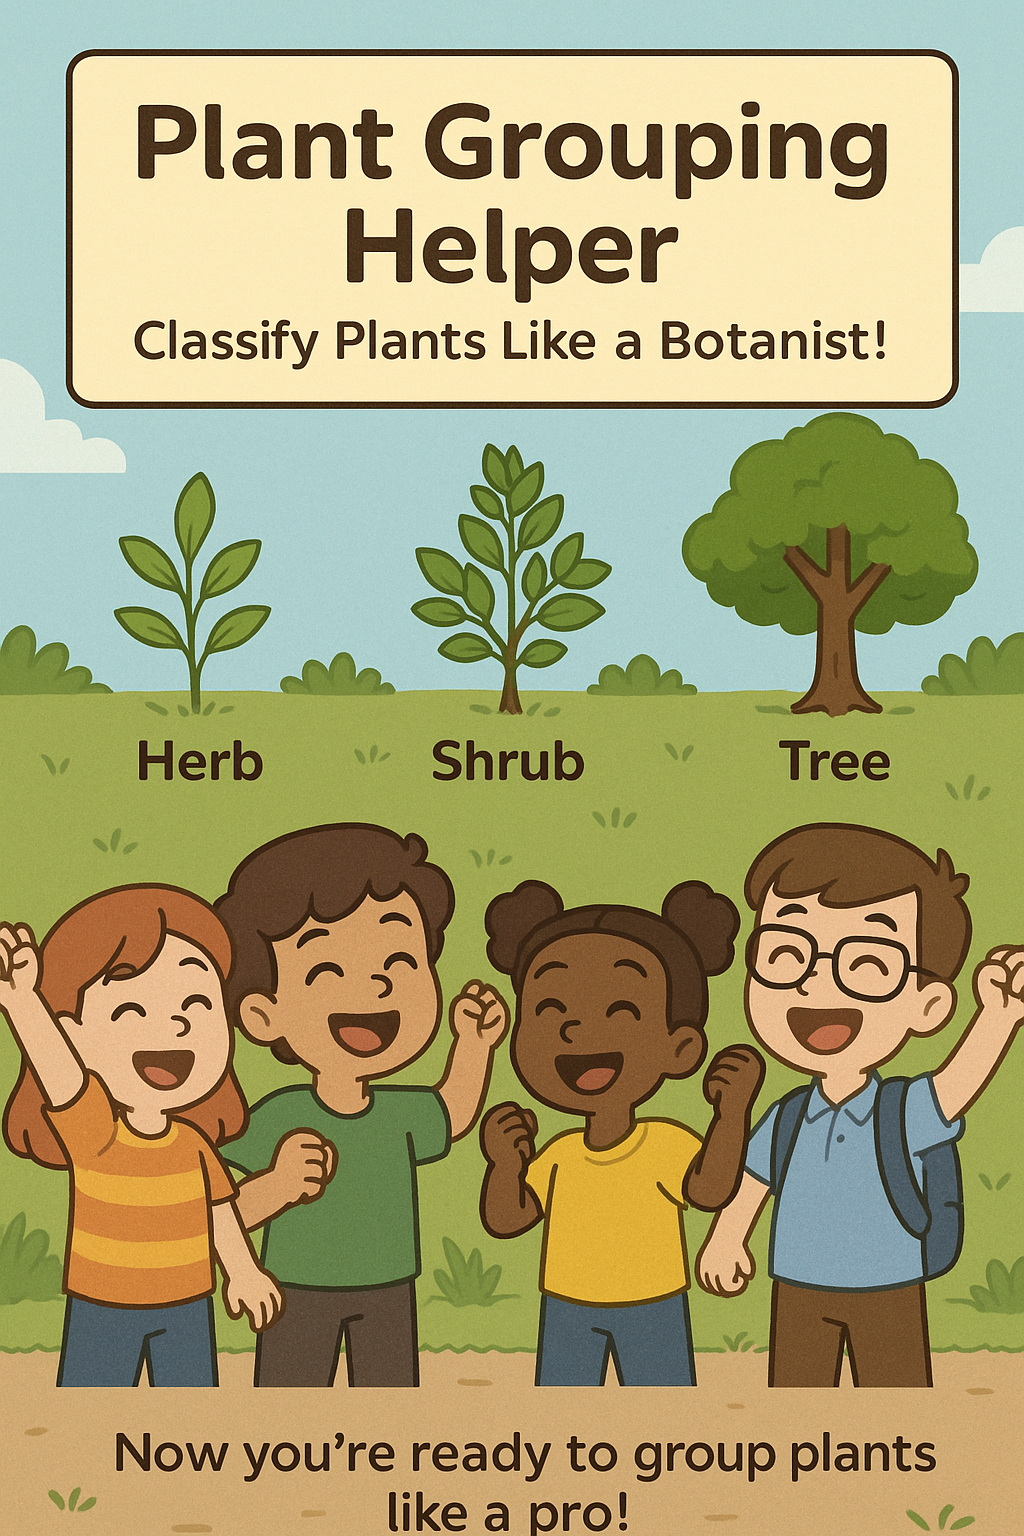 Plant Grouping
Helper
Classify Plants Like a Botanist!
Herb
Shrub
Tree
Now you're ready to group plants
like a pro!